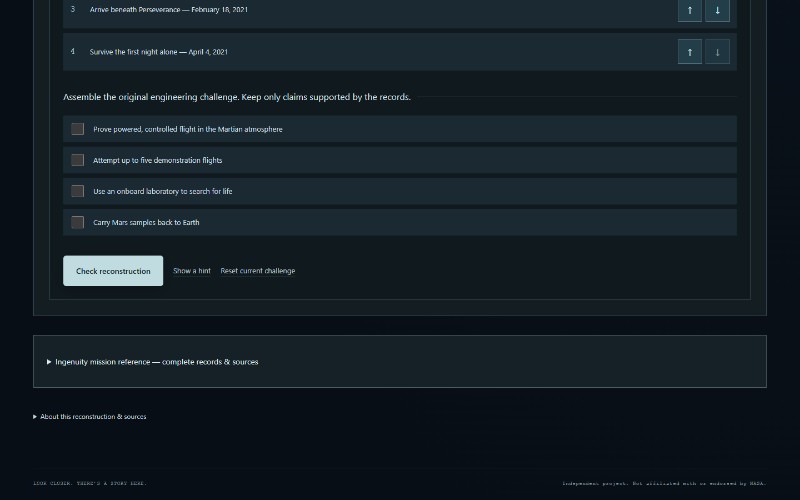 3 Arrive beneath Perseverance — February 18, 2021 ↑ ↓
4 Survive the first night alone — April 4, 2021 ↑ ↓
Assemble the original engineering challenge. Keep only claims supported by the records.
Prove powered, controlled flight in the Martian atmosphere
Attempt up to five demonstration flights
Use an onboard laboratory to search for life
Carry Mars samples back to Earth
Check reconstruction Show a hint Reset current challenge
▶ Ingenuity mission reference — complete records & sources
▶ About this reconstruction & sources
LOOK CLOSER. THERE'S A STORY HERE. Independent project. Not affiliated with or endorsed by NASA.